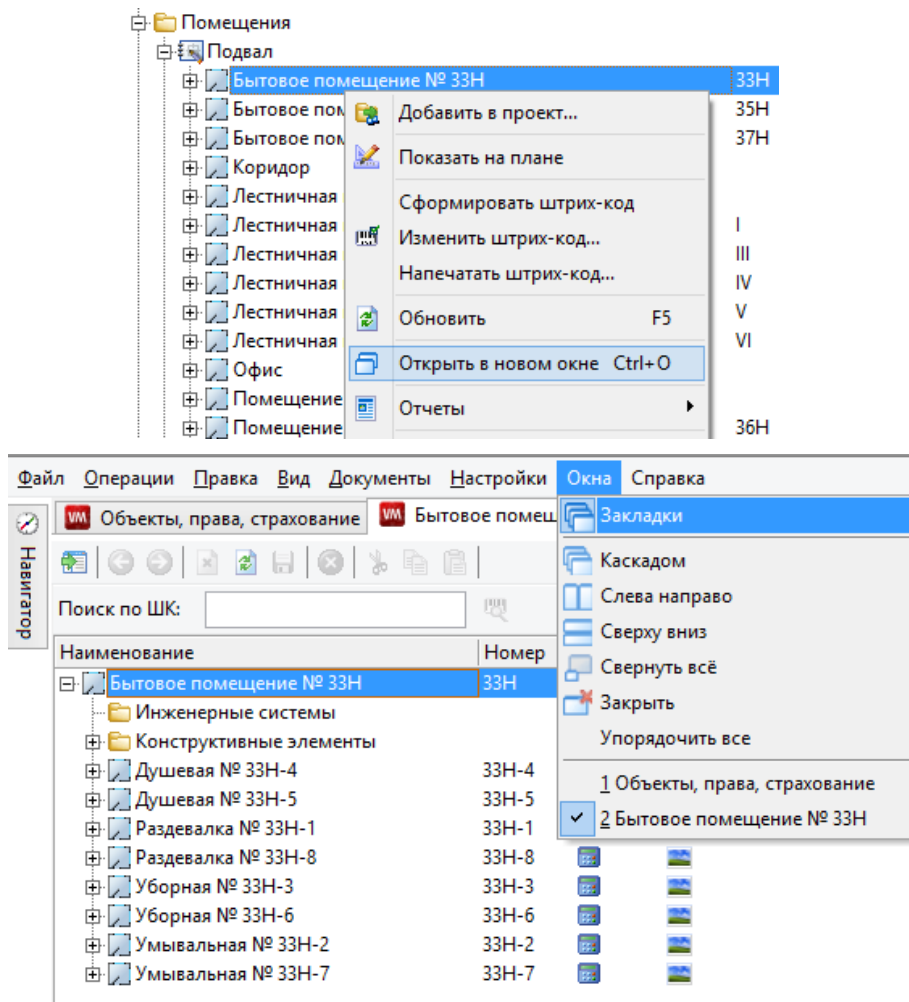 Помещения
Подвал
Бытовое помещение № 33Н 33Н
Бытовое пом 35Н
Бытовое пом 37Н
Коридор
Лестничная
Лестничная I
Лестничная III
Лестничная IV
Лестничная V
Лестничная VI
Офис
Помещение
Помещение 36Н
Добавить в проект...
Показать на плане
Сформировать штрих-код
Изменить штрих-код...
Напечатать штрих-код...
Обновить F5
Открыть в новом окне Ctrl+O
Отчеты
Файл Операции Правка Вид Документы Настройки Окна Справка
Навигатор
VM Объекты, права, страхование VM Бытовое помещ
Поиск по ШК:
Наименование Номер
Бытовое помещение № 33Н 33Н
Инженерные системы
Конструктивные элементы
Душевая № 33Н-4 33Н-4
Душевая № 33Н-5 33Н-5
Раздевалка № 33Н-1 33Н-1
Раздевалка № 33Н-8 33Н-8
Уборная № 33Н-3 33Н-3
Уборная № 33Н-6 33Н-6
Умывальная № 33Н-2 33Н-2
Умывальная № 33Н-7 33Н-7
Закладки
Каскадом
Слева направо
Сверху вниз
Свернуть всё
Закрыть
Упорядочить все
1 Объекты, права, страхование
2 Бытовое помещение № 33Н